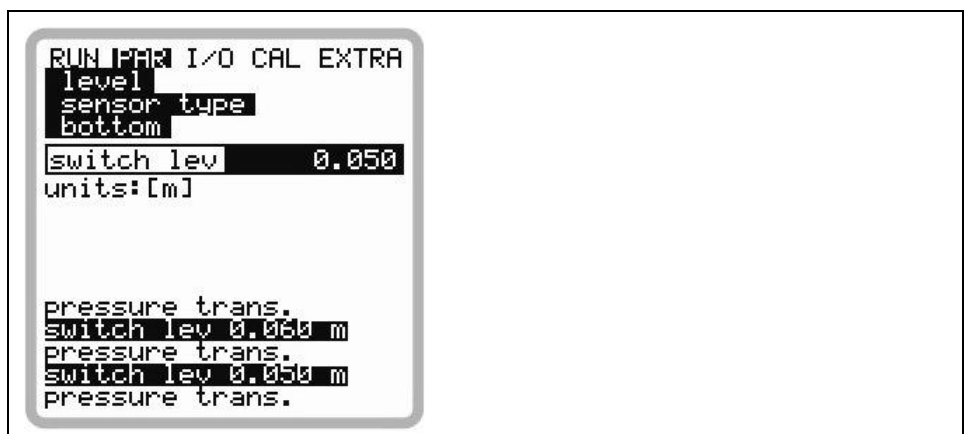 RUN PAR I/O CAL EXTRA
level
sensor type
bottom
switch lev 0.050
units:[m]
pressure trans.
switch lev 0.060 m
pressure trans.
switch lev 0.050 m
pressure trans.